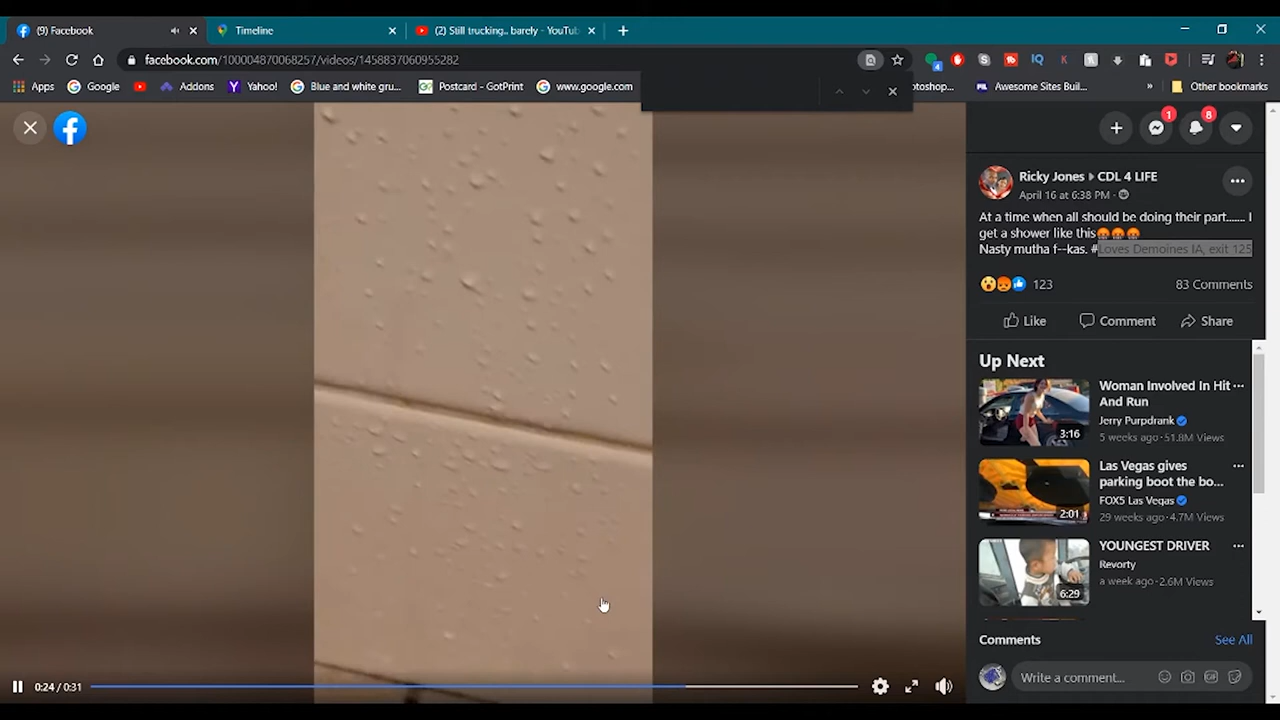 (9) Facebook
Timeline
(2) Still trucking.. barely - YouTub
facebook.com/100004870068257/videos/1458837060955282
Apps
Google
Addons
Yahoo!
Blue and white gru...
Postcard - GotPrint
www.google.com
otoshop...
Awesome Sites Buil...
»
Other bookmarks
1
8
Ricky Jones ▸ CDL 4 LIFE
April 16 at 6:38 PM ·
At a time when all should be doing their part....... I
get a shower like this😡😡😡
Nasty mutha f--kas. #Loves Demoines IA, exit 125
123
83 Comments
Like
Comment
Share
Up Next
Woman Involved In Hit
And Run
Jerry Purpdrank
5 weeks ago · 51.8M Views
3:16
Las Vegas gives
parking boot the bo...
FOX5 Las Vegas
29 weeks ago · 4.7M Views
2:01
YOUNGEST DRIVER
Revorty
a week ago · 2.6M Views
6:29
Comments
See All
Write a comment...
GIF
0:24 / 0:31